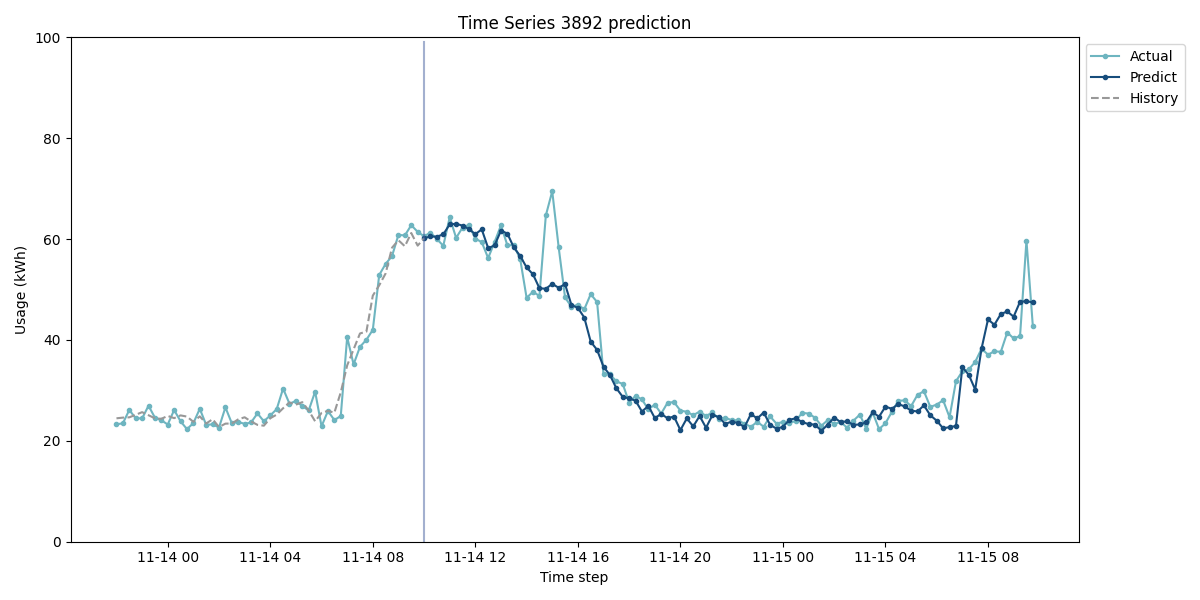 Time Series 3892 prediction
100
80
60
40
20
0
Usage (kWh)
11-14 00
11-14 04
11-14 08
11-14 12
11-14 16
11-14 20
11-15 00
11-15 04
11-15 08
Time step
Actual
Predict
History